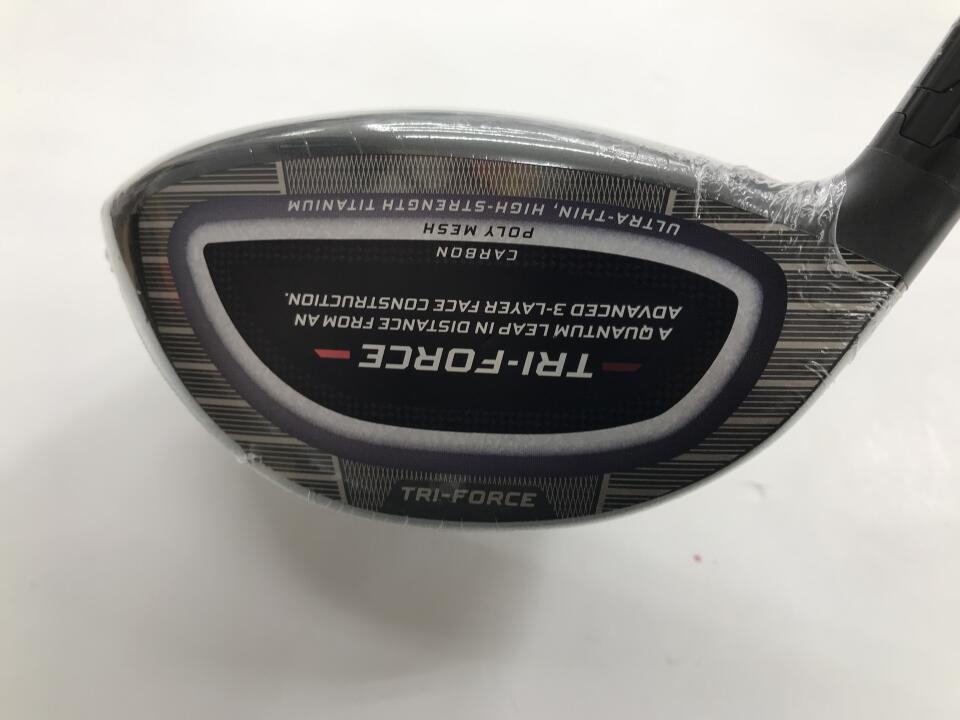 TRI-FORCE
A QUANTUM LEAP IN DISTANCE FROM AN
ADVANCED 3-LAYER FACE CONSTRUCTION.
CARBON
POLY MESH
ULTRA-THIN, HIGH-STRENGTH TITANIUM
TRI-FORCE